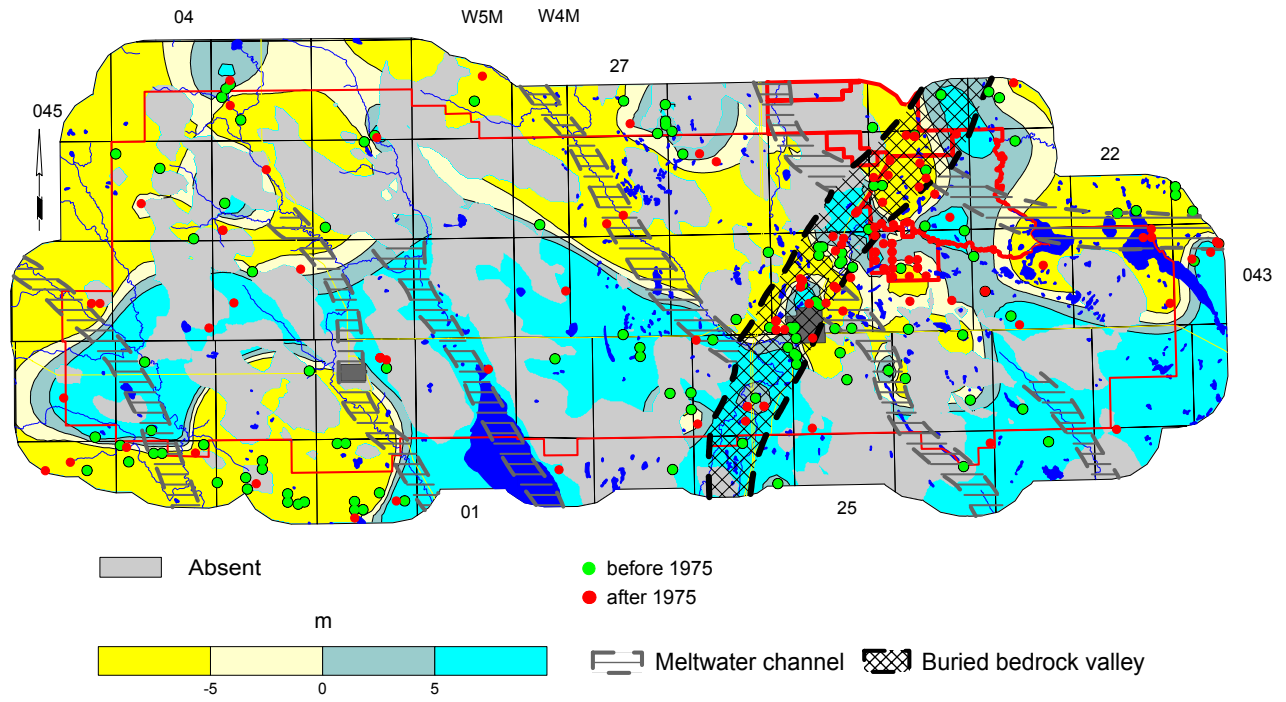 04
W5M
W4M
27
045
22
043
01
25
Absent
before 1975
after 1975
m
-5
0
5
Meltwater channel
Buried bedrock valley